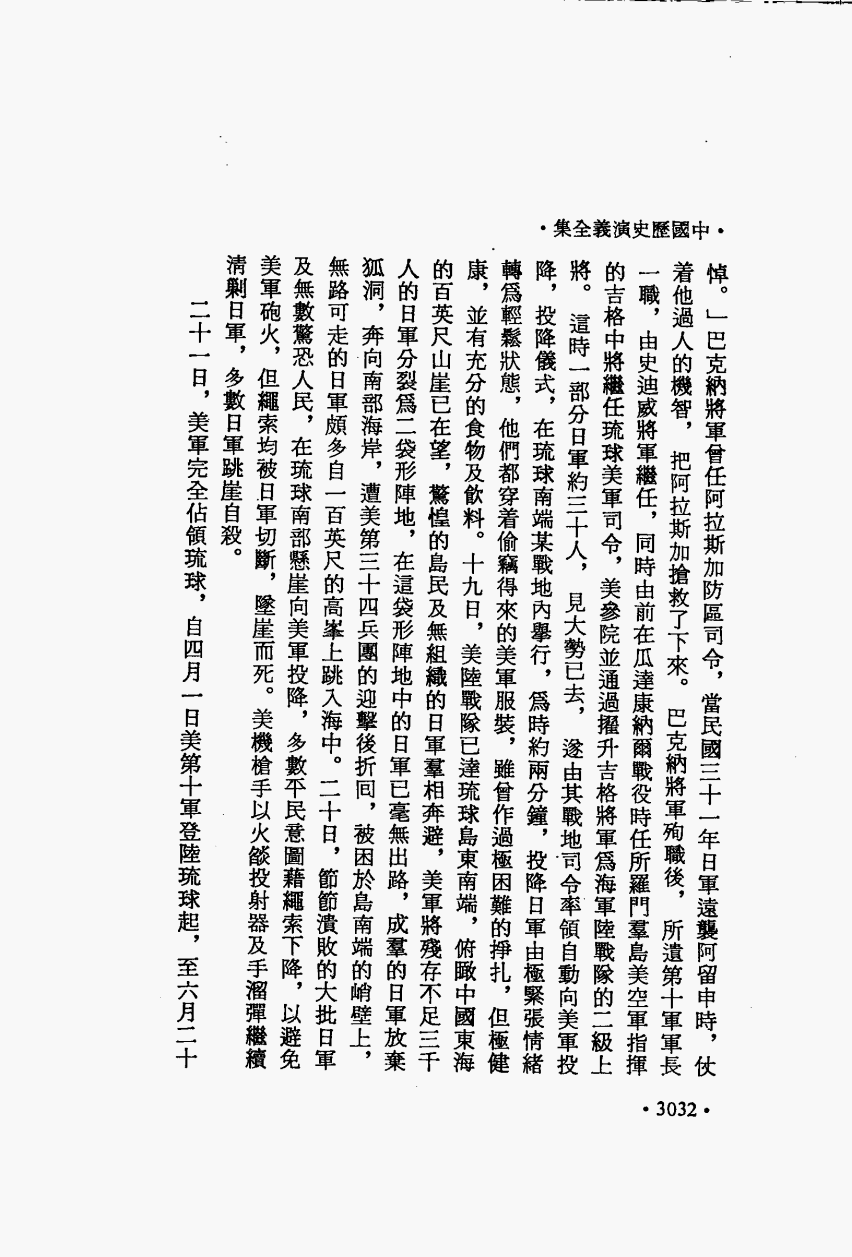 •中國歷史演義全集•
悼。」巴克納將軍曾任阿拉斯加防區司令，當民國三十一年日軍遠襲阿留申時，仗
着他過人的機智，把阿拉斯加搶救了下來。巴克納將軍殉職後，所遺第十軍軍長
一職，由史迪威將軍繼任，同時由前在瓜達康納爾戰役時任所羅門羣島美空軍指揮
的吉格中將繼任琉球美軍司令，美參院並通過擢升吉格將軍爲海軍陸戰隊的二級上
將。這時一部分日軍約三十人，見大勢已去，遂由其戰地司令率領自動向美軍投
降，投降儀式，在琉球南端某戰地內舉行，爲時約兩分鐘，投降日軍由極緊張情緒
轉爲輕鬆狀態，他們都穿着偷竊得來的美軍服裝，雖曾作過極困難的掙扎，但極健
康，並有充分的食物及飲料。十九日，美陸戰隊已達琉球島東南端，俯瞰中國東海
的百英尺山崖已在望，驚惶的島民及無組織的日軍羣相奔避，美軍將殘存不足三千
人的日軍分裂爲二袋形陣地，在這袋形陣地中的日軍已毫無出路，成羣的日軍放棄
狐洞，奔向南部海岸，遭美第三十四兵團的迎擊後折回，被困於島南端的峭壁上，
無路可走的日軍頗多自一百英尺的高峯上跳入海中。二十日，節節潰敗的大批日軍
及無數驚恐人民，在琉球南部懸崖向美軍投降，多數平民意圖藉繩索下降，以避免
美軍砲火，但繩索均被日軍切斷，墜崖而死。美機槍手以火燄投射器及手溜彈繼續
清剿日軍，多數日軍跳崖自殺。
二十一日，美軍完全佔領琉球，自四月一日美第十軍登陸琉球起，至六月二十
•3032•